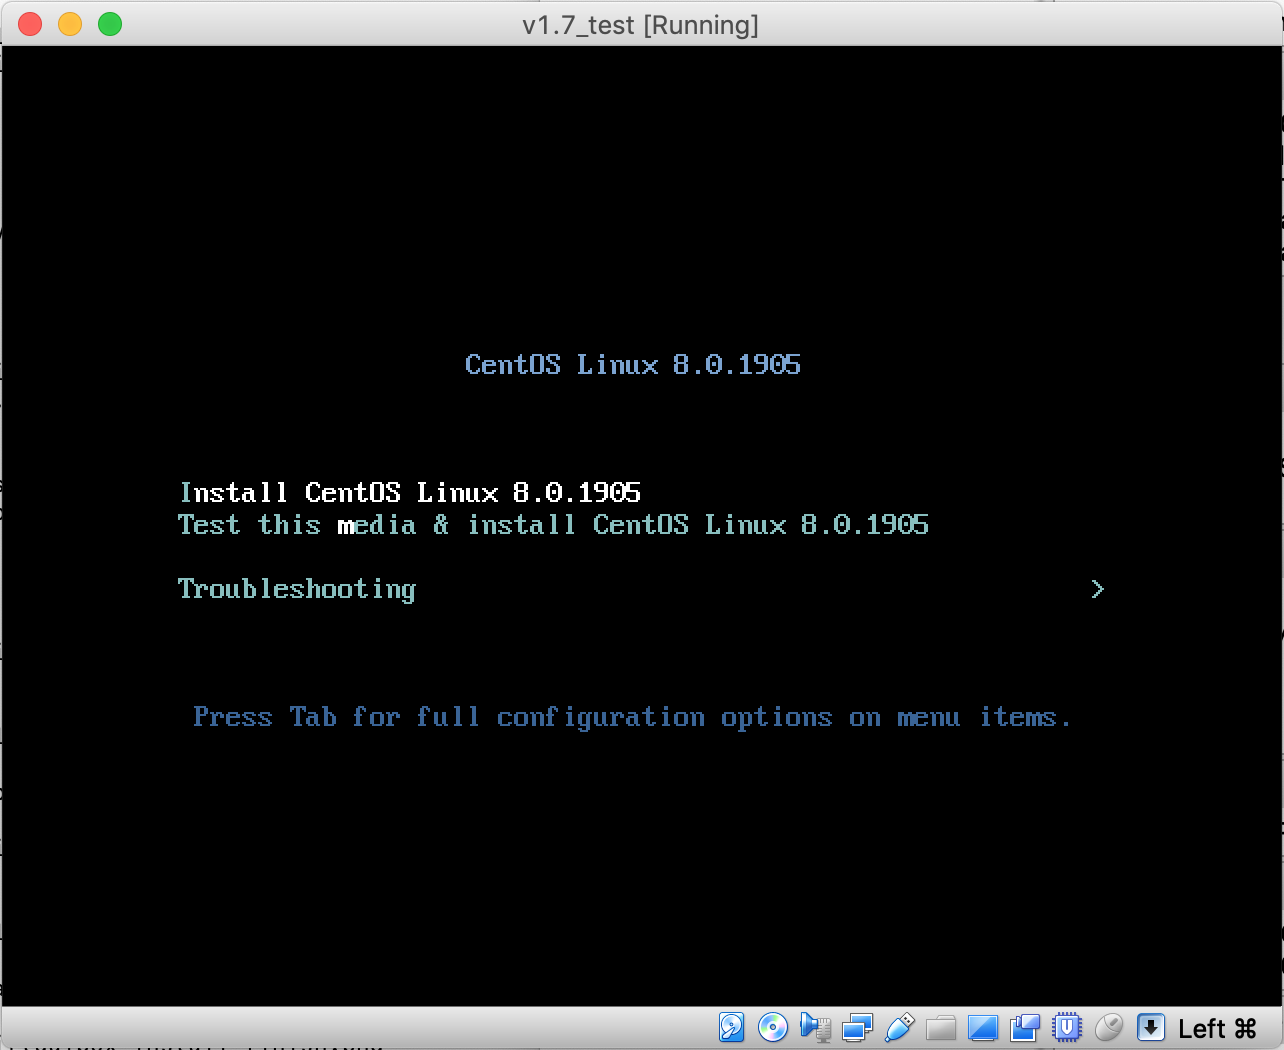 v1.7_test [Running]
CentOS Linux 8.0.1905
Install CentOS Linux 8.0.1905
Test this media & install CentOS Linux 8.0.1905
Troubleshooting >
Press Tab for full configuration options on menu items.
Left ⌘